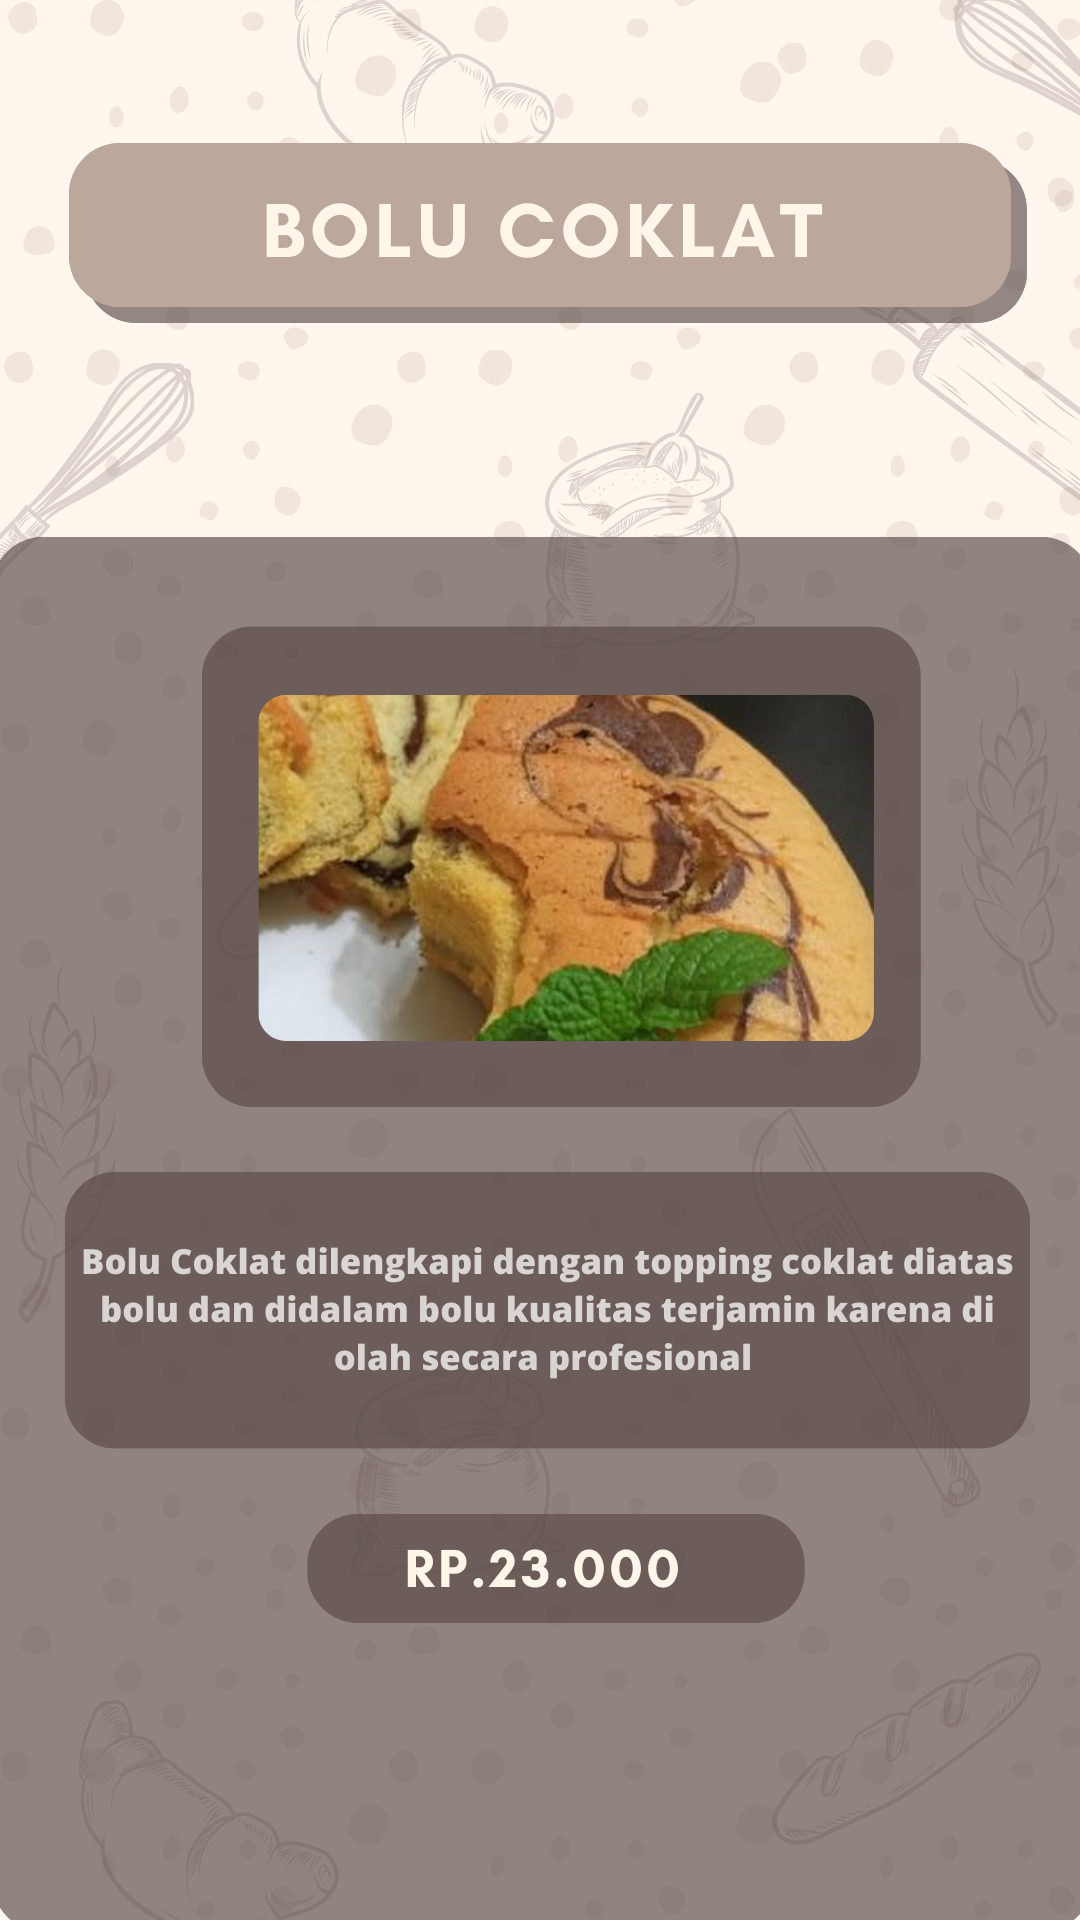 BOLU COKLAT
Bolu Coklat dilengkapi dengan topping coklat diatas
bolu dan didalam bolu kualitas terjamin karena di
olah secara profesional
RP.23.000